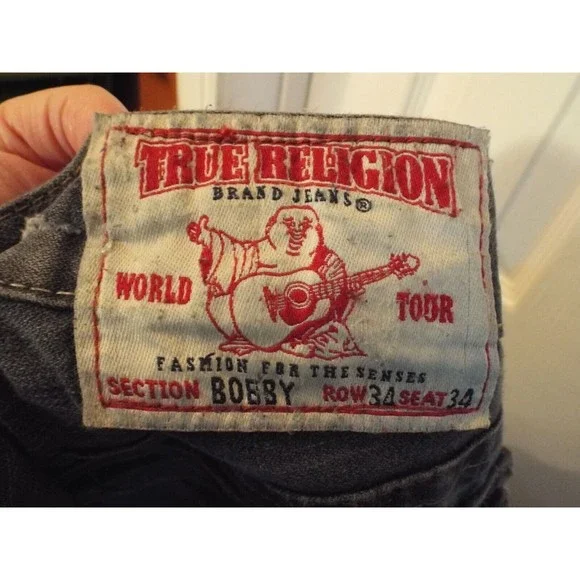 TRUE RELIGION
BRAND JEANS®
WORLD TOUR
FASHION FOR THE SENSES
SECTION BOBBY ROW 34 SEAT 34